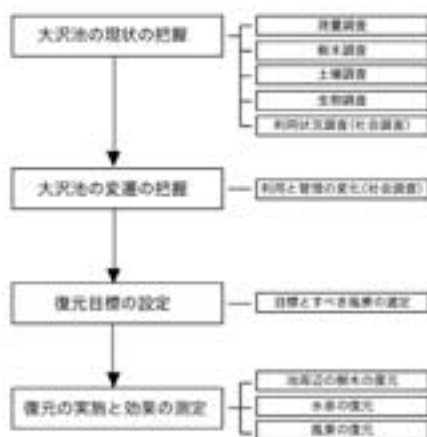 大沢池の現状の把握
測量調査
樹木調査
土壌調査
生物調査
利用状況調査(社会調査)
大沢池の変遷の把握
利用と管理の変化(社会調査)
復元目標の設定
目標とすべき風景の選定
復元の実施と効果の測定
池周辺の樹木の復元
水草の復元
風景の復元